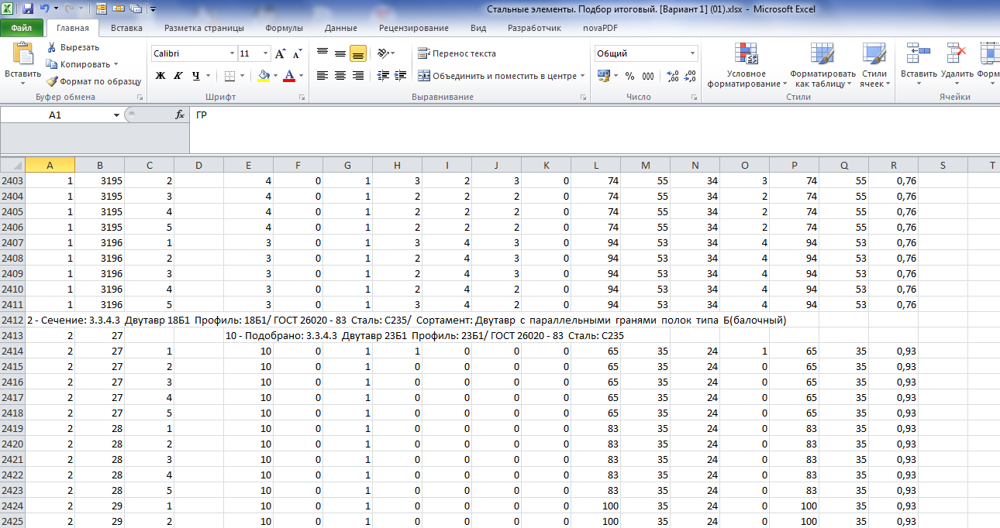 Стальные элементы. Подбор итоговый. [Вариант 1] (01).xlsx - Microsoft Excel
Файл Главная Вставка Разметка страницы Формулы Данные Рецензирование Вид Разработчик novaPDF
Вставить
Вырезать
Копировать
Формат по образцу
Буфер обмена
Calibri 11
Ж К Ч
Шрифт
Перенос текста
Объединить и поместить в центре
Выравнивание
Общий
% 000
Число
Условное форматирование
Форматировать как таблицу
Стили ячеек
Стили
Вставить Удалить Форм
Ячейки
A1 fx ГР
A B C D E F G H I J K L M N O P Q R S T
2403 1 3195 2 4 0 1 3 2 3 0 74 55 34 3 74 55 0,76
2404 1 3195 3 4 0 1 2 2 2 0 74 55 34 2 74 55 0,76
2405 1 3195 4 4 0 1 2 2 2 0 74 55 34 2 74 55 0,76
2406 1 3195 5 4 0 1 2 2 2 0 74 55 34 2 74 55 0,76
2407 1 3196 1 3 0 1 3 4 3 0 94 53 34 4 94 53 0,76
2408 1 3196 2 3 0 1 2 4 3 0 94 53 34 4 94 53 0,76
2409 1 3196 3 3 0 1 2 4 3 0 94 53 34 4 94 53 0,76
2410 1 3196 4 3 0 1 2 4 2 0 94 53 34 4 94 53 0,76
2411 1 3196 5 3 0 1 3 4 2 0 94 53 34 4 94 53 0,76
2412 2 - Сечение: 3.3.4.3 Двутавр 18Б1 Профиль: 18Б1/ ГОСТ 26020 - 83 Сталь: С235/ Сортамент: Двутавр с параллельными гранями полок типа Б(балочный)
2413 2 27 10 - Подобрано: 3.3.4.3 Двутавр 23Б1 Профиль: 23Б1/ ГОСТ 26020 - 83 Сталь: С235
2414 2 27 1 10 0 1 1 0 0 0 65 35 24 1 65 35 0,93
2415 2 27 2 10 0 1 0 0 0 0 65 35 24 0 65 35 0,93
2416 2 27 3 10 0 1 0 0 0 0 65 35 24 0 65 35 0,93
2417 2 27 4 10 0 1 0 0 0 0 65 35 24 0 65 35 0,93
2418 2 27 5 10 0 1 0 0 0 0 65 35 24 0 65 35 0,93
2419 2 28 1 10 0 1 0 0 0 0 83 35 24 0 83 35 0,93
2420 2 28 2 10 0 1 0 0 0 0 83 35 24 0 83 35 0,93
2421 2 28 3 10 0 1 0 0 0 0 83 35 24 0 83 35 0,93
2422 2 28 4 10 0 1 0 0 0 0 83 35 24 0 83 35 0,93
2423 2 28 5 10 0 1 0 0 0 0 83 35 24 0 83 35 0,93
2424 2 29 1 10 0 1 0 0 0 0 100 35 24 0 100 35 0,93
2425 2 29 2 10 0 1 0 0 0 0 100 35 24 0 100 35 0,93